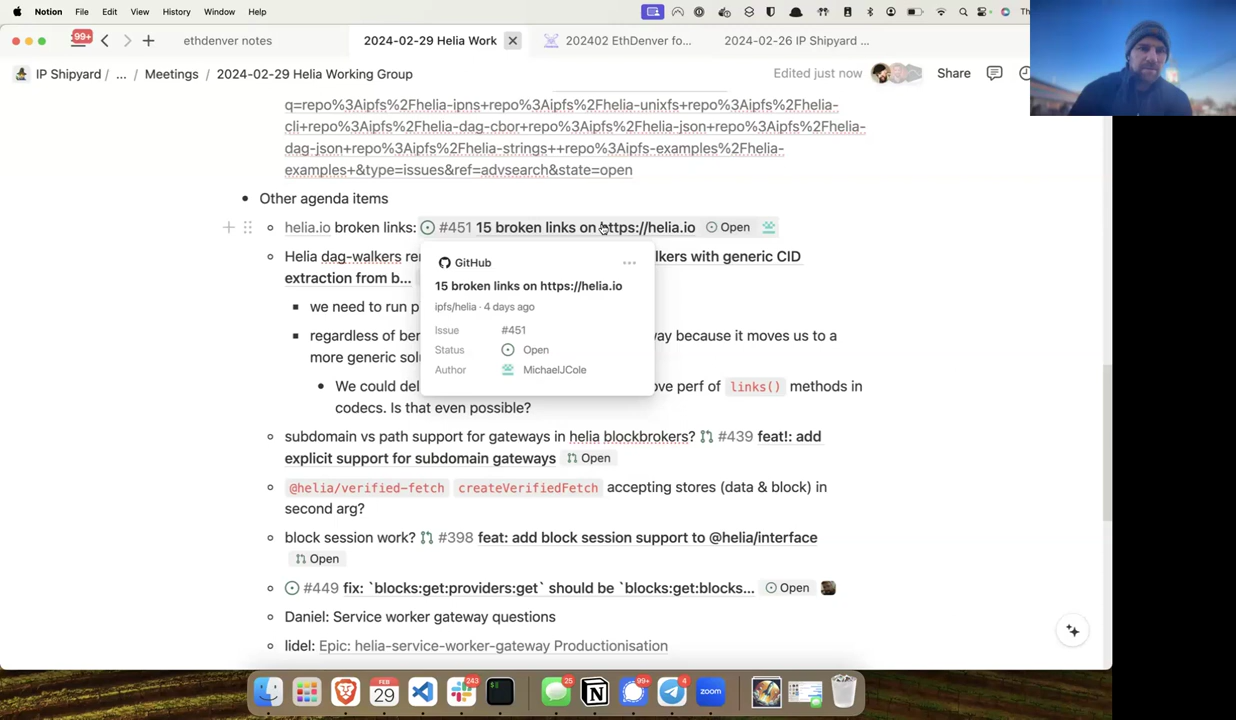 Notion File Edit View History Window Help
99+ ethdenver notes 2024-02-29 Helia Work 202402 EthDenver fo... 2024-02-26 IP Shipyard ...
IP Shipyard / ... / Meetings / 2024-02-29 Helia Working Group Edited just now Share
q=repo%3Aipfs%2Fhelia-ipns+repo%3Aipfs%2Fhelia-unixfs+repo%3Aipfs%2Fhelia-
cli+repo%3Aipfs%2Fhelia-dag-cbor+repo%3Aipfs%2Fhelia-json+repo%3Aipfs%2Fhelia-
dag-json+repo%3Aipfs%2Fhelia-strings++repo%3Aipfs-examples%2Fhelia-
examples+&type=issues&ref=advsearch&state=open
Other agenda items
helia.io broken links: #451 15 broken links on https://helia.io Open
Helia dag-walkers lkers with generic CID
extraction from b...
GitHub
15 broken links on https://helia.io
ipfs/helia · 4 days ago
Issue #451
Status Open
Author MichaelJCole
we need to run
regardless of way because it moves us to a
more generic
We could perf of links() methods in
codecs. Is that even possible?
subdomain vs path support for gateways in helia blockbrokers? #439 feat!: add
explicit support for subdomain gateways Open
@helia/verified-fetch createVerifiedFetch accepting stores (data & block) in
second arg?
block session work? #398 feat: add block session support to @helia/interface
Open
#449 fix: `blocks:get:providers:get` should be `blocks:get:blocks... Open
Daniel: Service worker gateway questions
lidel: Epic: helia-service-worker-gateway Productionisation
FEB
29
243
25
99+
4
zoom